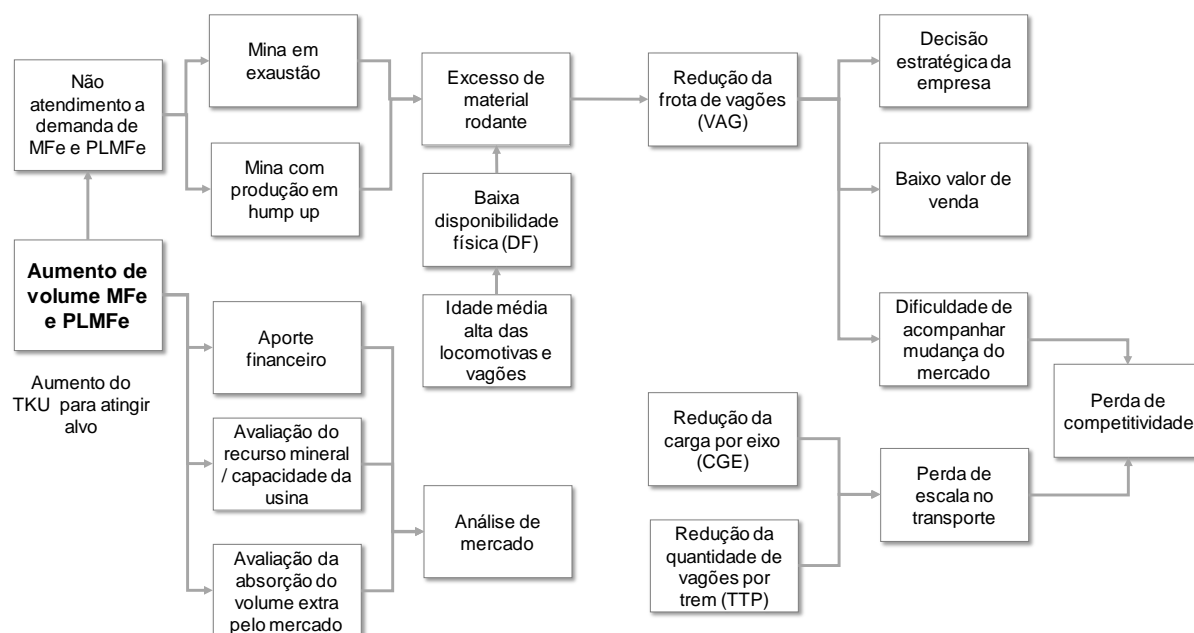 Não
atendimento a
demanda de
MFe e PLMFe
Mina em
exaustão
Mina com
produção em
hump up
Excesso de
material
rodante
Redução da
frota de vagões
(VAG)
Decisão
estratégica da
empresa
Baixo valor de
venda
Baixa
disponibilidade
física (DF)
Aumento de
volume MFe
e PLMFe
Aumento do
TKU para atingir
alvo
Aporte
financeiro
Idade média
alta das
locomotivas e
vagões
Dificuldade de
acompanhar
mudança do
mercado
Perda de
competitividade
Avaliação do
recurso mineral
/ capacidade da
usina
Redução da
carga por eixo
(CGE)
Perda de
escala no
transporte
Análise de
mercado
Avaliação da
absorção do
volume extra
pelo mercado
Redução da
quantidade de
vagões por
trem (TTP)